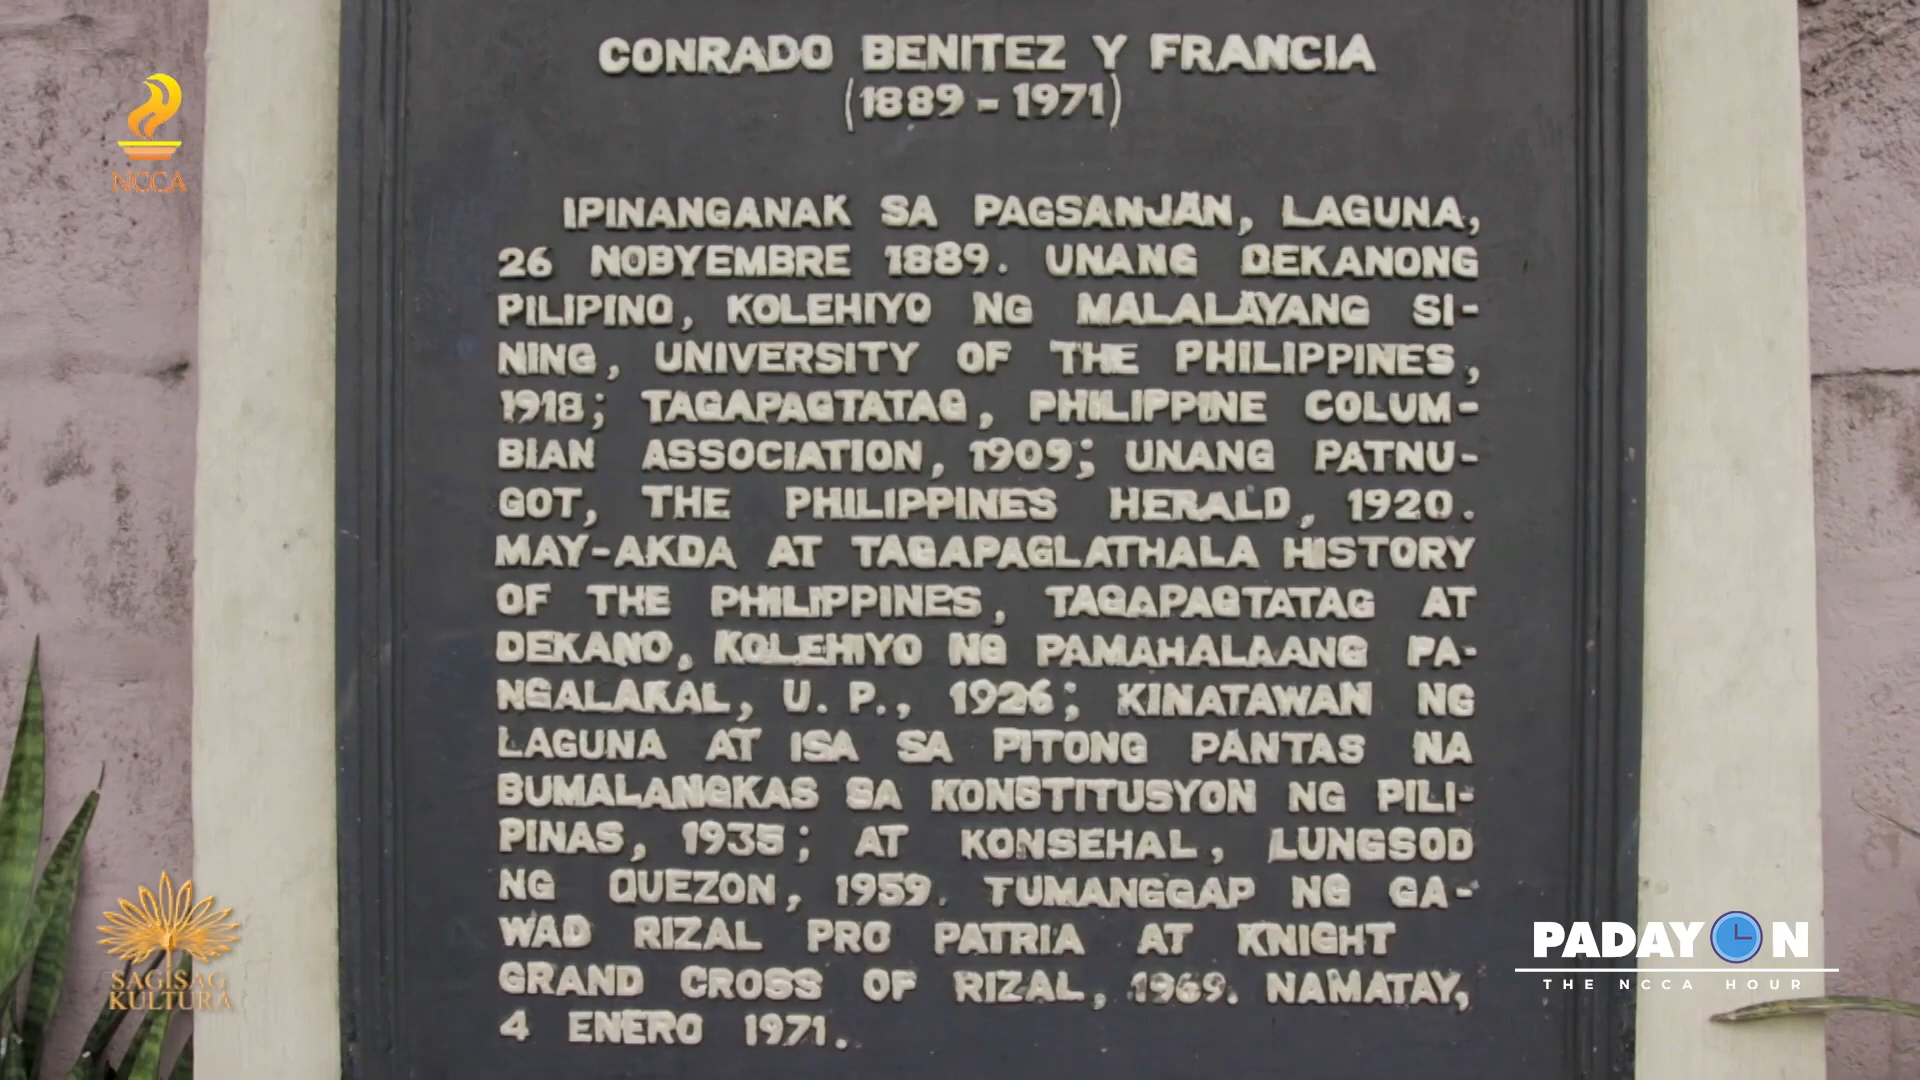 CONRADO BENITEZ Y FRANCIA
(1889 - 1971)
IPINANGANAK SA PAGSANJÁN, LAGUNA,
26 NOBYEMBRE 1889. UNANG DEKANONG
PILIPINO, KOLEHIYO NG MALALAYANG SI-
NING, UNIVERSITY OF THE PHILIPPINES,
1918; TAGAPAGTATAG, PHILIPPINE COLUM-
BIAN ASSOCIATION, 1909; UNANG PATNU-
GOT, THE PHILIPPINES HERALD, 1920.
MAY-AKDA AT TAGAPAGLATHALA HISTORY
OF THE PHILIPPINES, TAGAPAGTATAG AT
DEKANO, KOLEHIYO NG PAMAHALAANG PA-
NGALAKAL, U. P., 1926; KINATAWAN NG
LAGUNA AT ISA SA PITONG PANTAS NA
BUMALANGKAS SA KONSTITUSYON NG PILI-
PINAS, 1935; AT KONSEHAL, LUNGSOD
NG QUEZON, 1959. TUMANGGAP NG GA-
WAD RIZAL PRO PATRIA AT KNIGHT
GRAND CROSS OF RIZAL, 1969. NAMATAY,
4 ENERO 1971.
NCCA
SAGISAG
KULTURA
PADAYON
THE NCCA HOUR